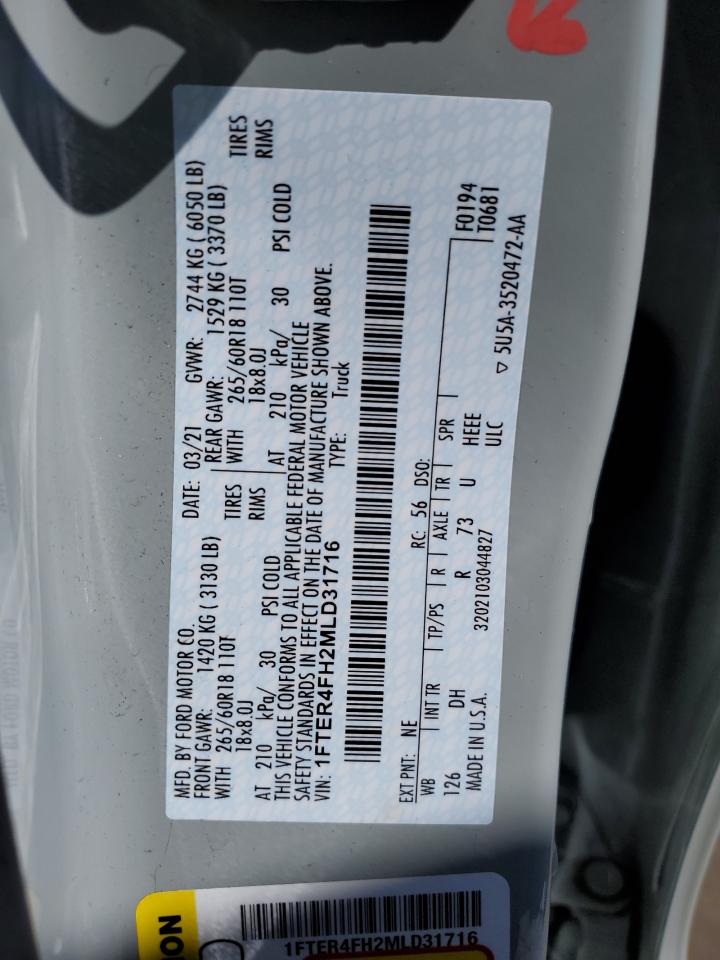 MFD. BY FORD MOTOR CO.
DATE: 03/21 GVWR: 2744 KG ( 6050 LB)
FRONT GAWR: 1420 KG ( 3130 LB) REAR GAWR: 1529 KG ( 3370 LB)
WITH 265/60R18 110T TIRES WITH 265/60R18 110T TIRES
18x8.0J RIMS 18x8.0J RIMS
AT 210 kPa/ 30 PSI COLD AT 210 kPa/ 30 PSI COLD
THIS VEHICLE CONFORMS TO ALL APPLICABLE FEDERAL MOTOR VEHICLE
SAFETY STANDARDS IN EFFECT ON THE DATE OF MANUFACTURE SHOWN ABOVE.
VIN: 1FTER4FH2MLD31716 TYPE: Truck
EXT PNT: NE RC: 56 DSO: F0194
WB INT TR TP/PS R AXLE TR SPR T0681
126 DH R 73 U HEEE
MADE IN U.S.A. 3202103044827 ULC 5U5A-3520472-AA
1FTER4FH2MLD31716